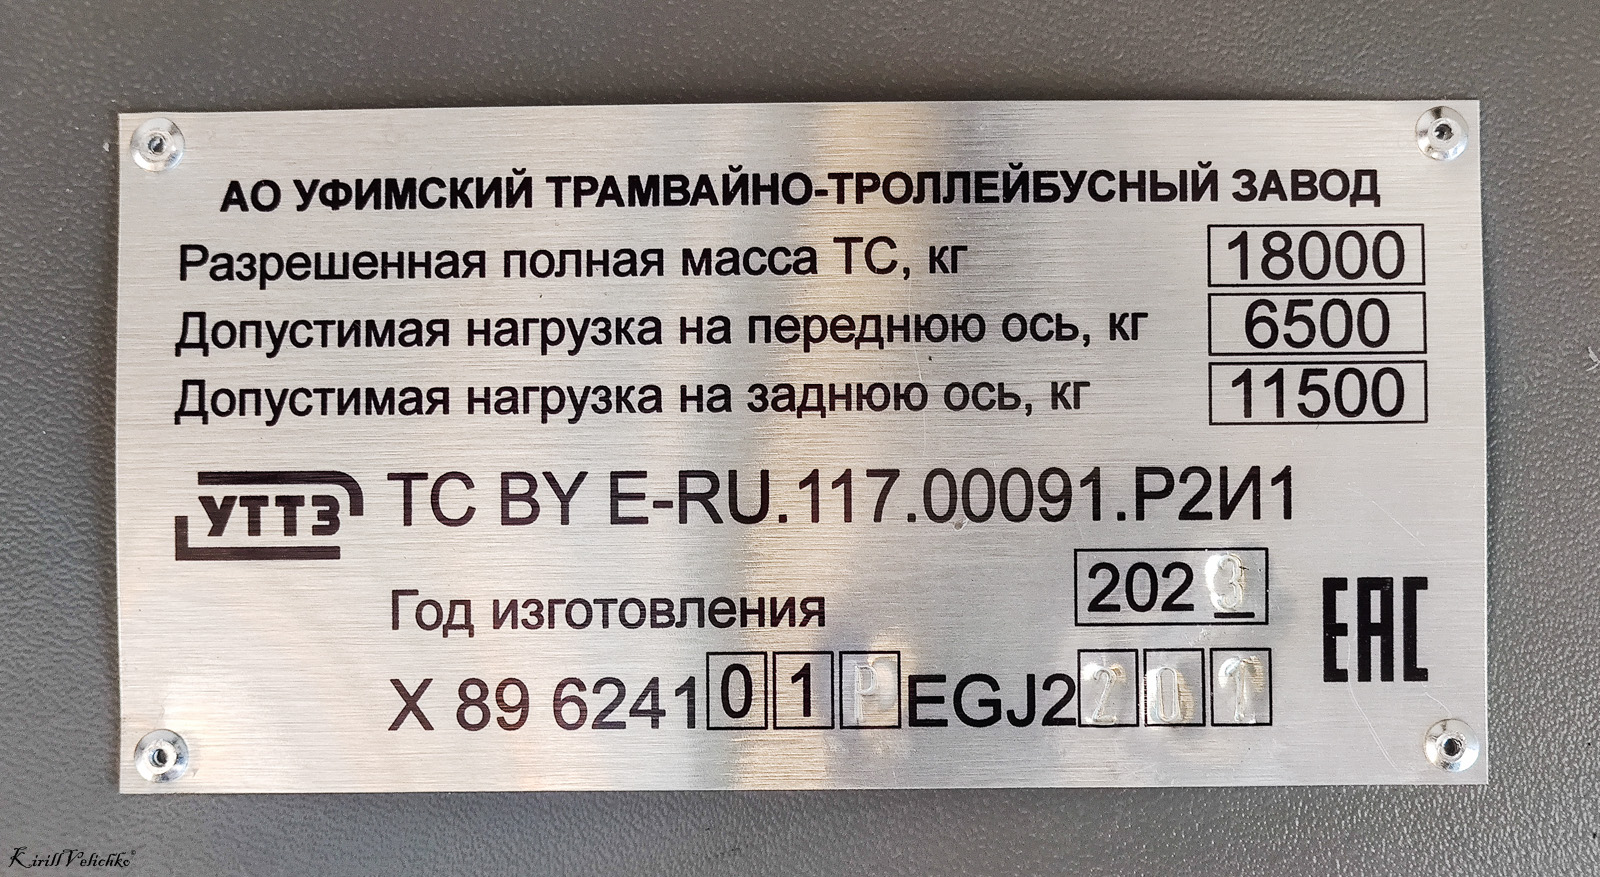 АО УФИМСКИЙ ТРАМВАЙНО-ТРОЛЛЕЙБУСНЫЙ ЗАВОД
Разрешенная полная масса ТС, кг 18000
Допустимая нагрузка на переднюю ось, кг 6500
Допустимая нагрузка на заднюю ось, кг 11500
УТТЗ ТС BY E-RU.117.00091.Р2И1
Год изготовления 2023
EAC
X 89 624101PEGJ2201
KirillVelichko©